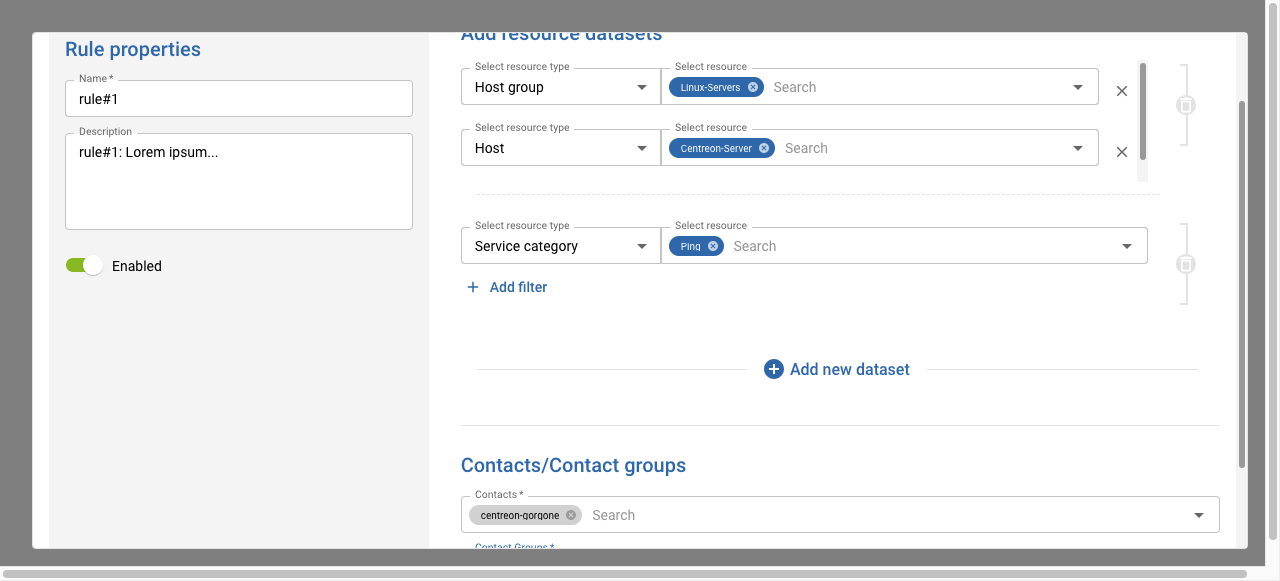 Rule properties
Name *
rule#1
Description
rule#1: Lorem ipsum...
Enabled
Add resource datasets
Select resource type
Select resource
Host group
Linux-Servers
Search
Select resource type
Select resource
Host
Centreon-Server
Search
Select resource type
Select resource
Service category
Ping
Search
Add filter
Add new dataset
Contacts/Contact groups
Contacts *
centreon-gorgone
Search
Contact Groups *